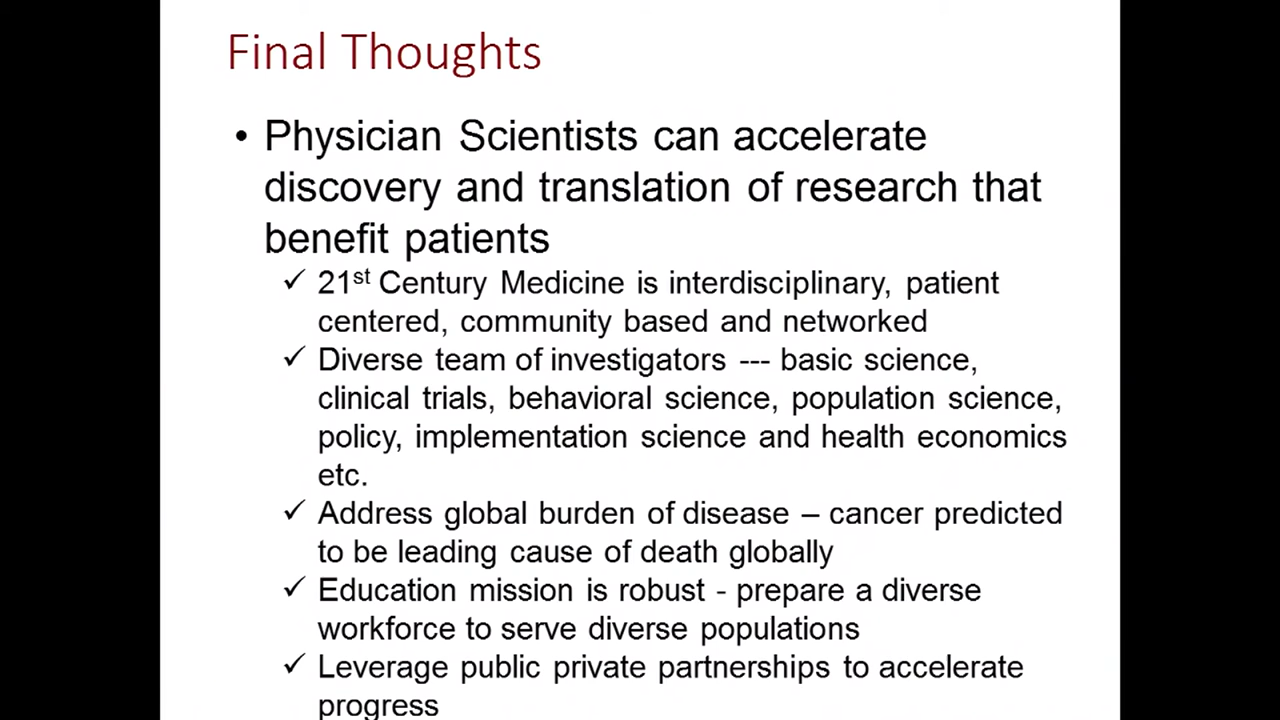 Final Thoughts
• Physician Scientists can accelerate
discovery and translation of research that
benefit patients
✓ 21st Century Medicine is interdisciplinary, patient
centered, community based and networked
✓ Diverse team of investigators --- basic science,
clinical trials, behavioral science, population science,
policy, implementation science and health economics
etc.
✓ Address global burden of disease – cancer predicted
to be leading cause of death globally
✓ Education mission is robust - prepare a diverse
workforce to serve diverse populations
✓ Leverage public private partnerships to accelerate
progress